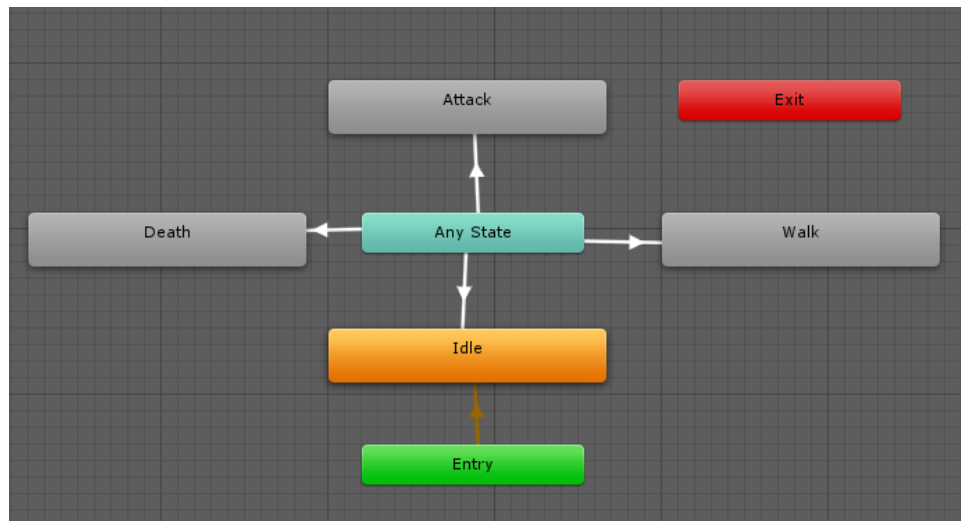 Attack
Exit
Death
Any State
Walk
Idle
Entry